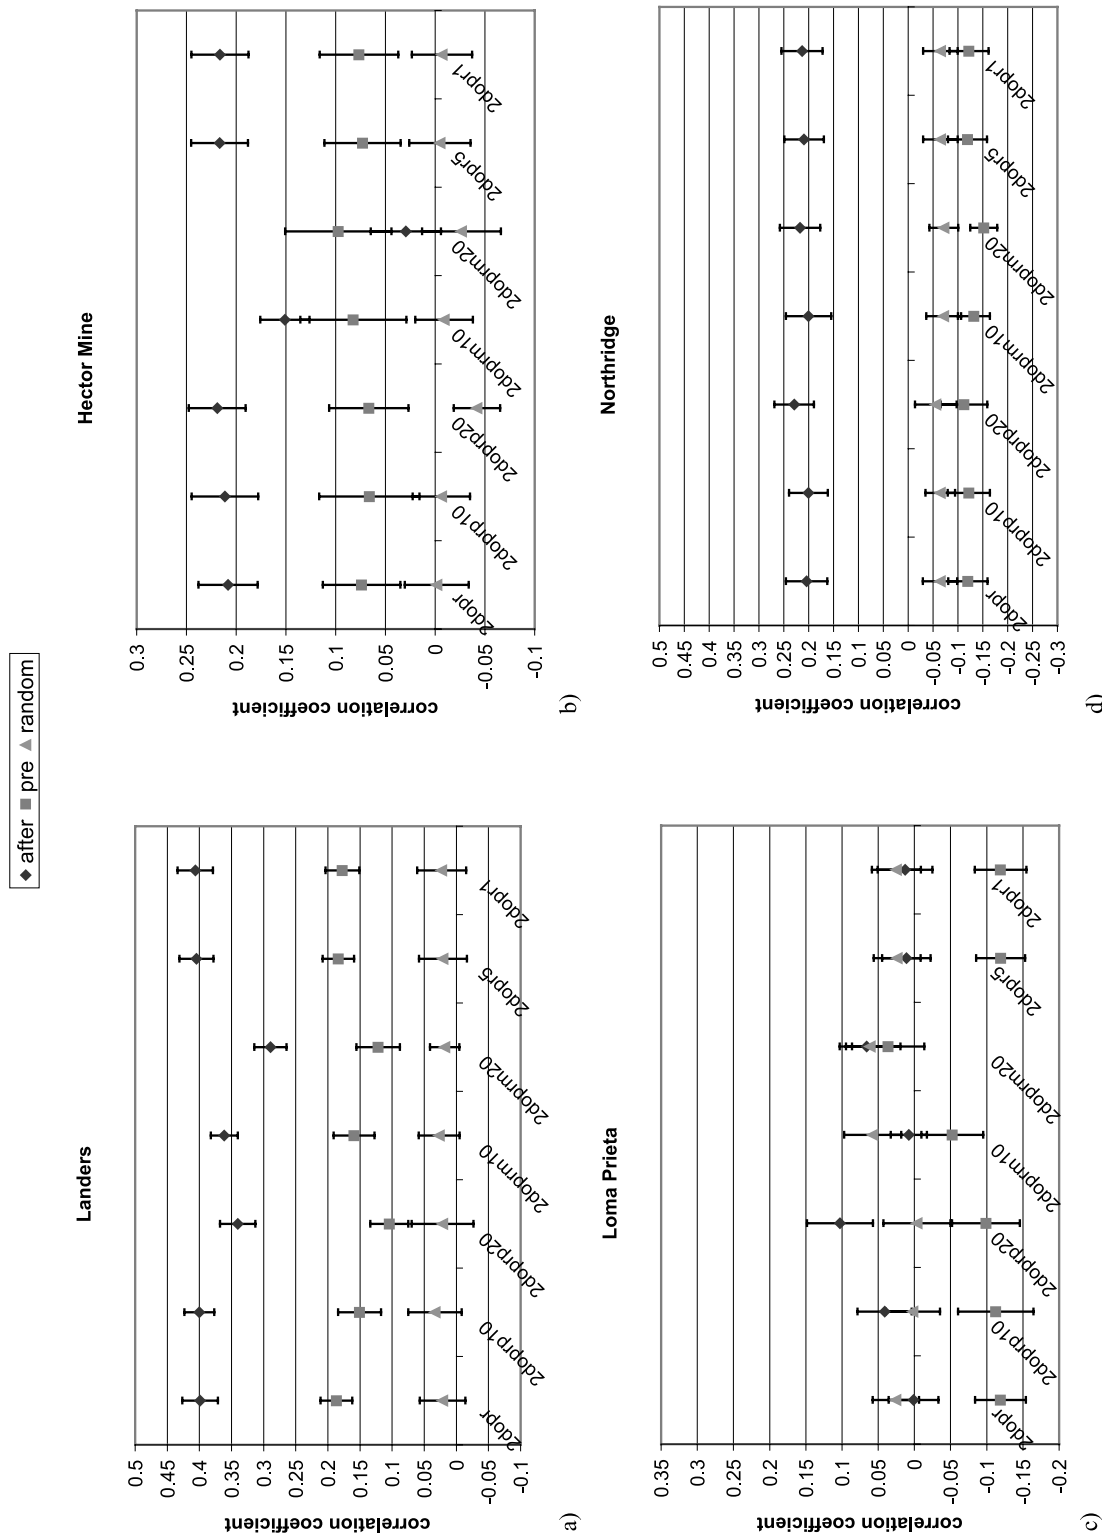 after pre random
Landers
0.5
0.45
0.4
0.35
0.3
0.25
0.2
0.15
0.1
0.05
0
-0.05
-0.1
correlation coefficient
2dopr
2doprp10
2doprp20
2doprm10
2doprm20
2dopr5
2dopr1
a)
Hector Mine
0.3
0.25
0.2
0.15
0.1
0.05
0
-0.05
-0.1
correlation coefficient
2dopr
2doprp10
2doprp20
2doprm10
2doprm20
2dopr5
2dopr1
b)
Loma Prieta
0.35
0.3
0.25
0.2
0.15
0.1
0.05
0
-0.05
-0.1
-0.15
-0.2
correlation coefficient
2dopr
2doprp10
2doprp20
2doprm10
2doprm20
2dopr5
2dopr1
c)
Northridge
0.5
0.45
0.4
0.35
0.3
0.25
0.2
0.15
0.1
0.05
0
-0.05
-0.1
-0.15
-0.2
-0.25
-0.3
correlation coefficient
2dopr
2doprp10
2doprp20
2doprm10
2doprm20
2dopr5
2dopr1
d)